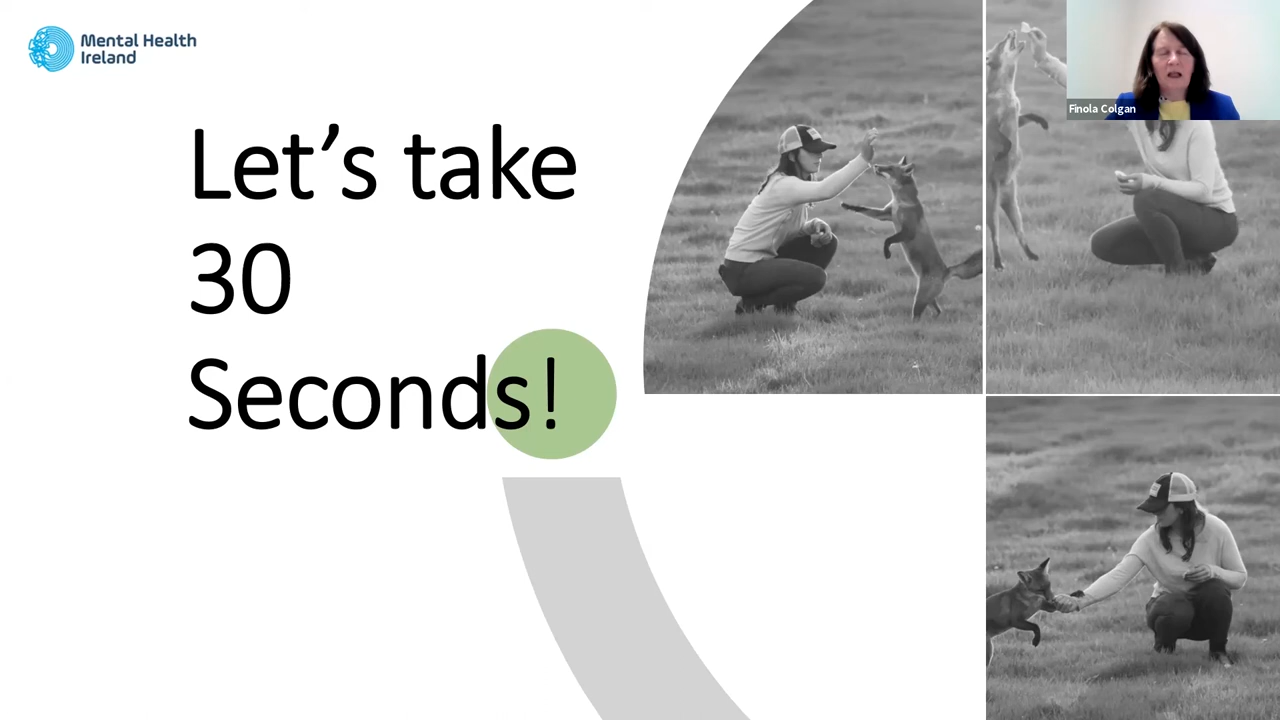 Mental Health
Ireland
Let's take
30
Seconds!
Finola Colgan